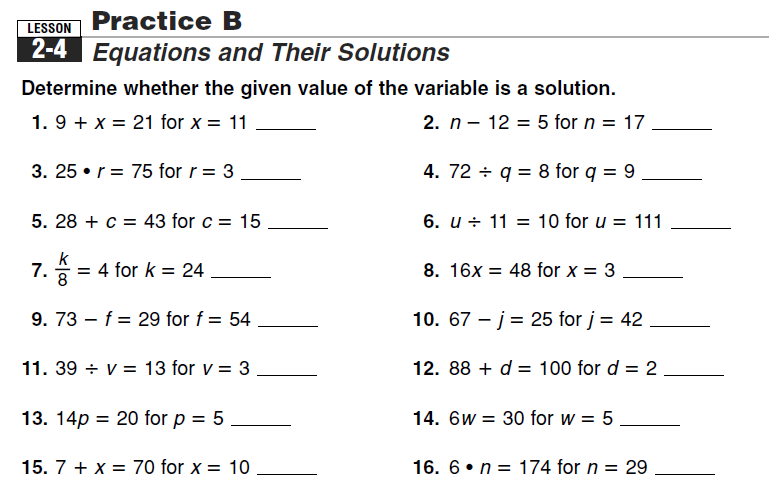 LESSON Practice B
2-4 Equations and Their Solutions
Determine whether the given value of the variable is a solution.
1. 9 + x = 21 for x = 11 ______ 2. n − 12 = 5 for n = 17 ______
3. 25 • r = 75 for r = 3 ______ 4. 72 ÷ q = 8 for q = 9 ______
5. 28 + c = 43 for c = 15 ______ 6. u ÷ 11 = 10 for u = 111 ______
7. k/8 = 4 for k = 24 ______ 8. 16x = 48 for x = 3 ______
9. 73 − f = 29 for f = 54 ______ 10. 67 − j = 25 for j = 42 ______
11. 39 ÷ v = 13 for v = 3 ______ 12. 88 + d = 100 for d = 2 ______
13. 14p = 20 for p = 5 ______ 14. 6w = 30 for w = 5 ______
15. 7 + x = 70 for x = 10 ______ 16. 6 • n = 174 for n = 29 ______